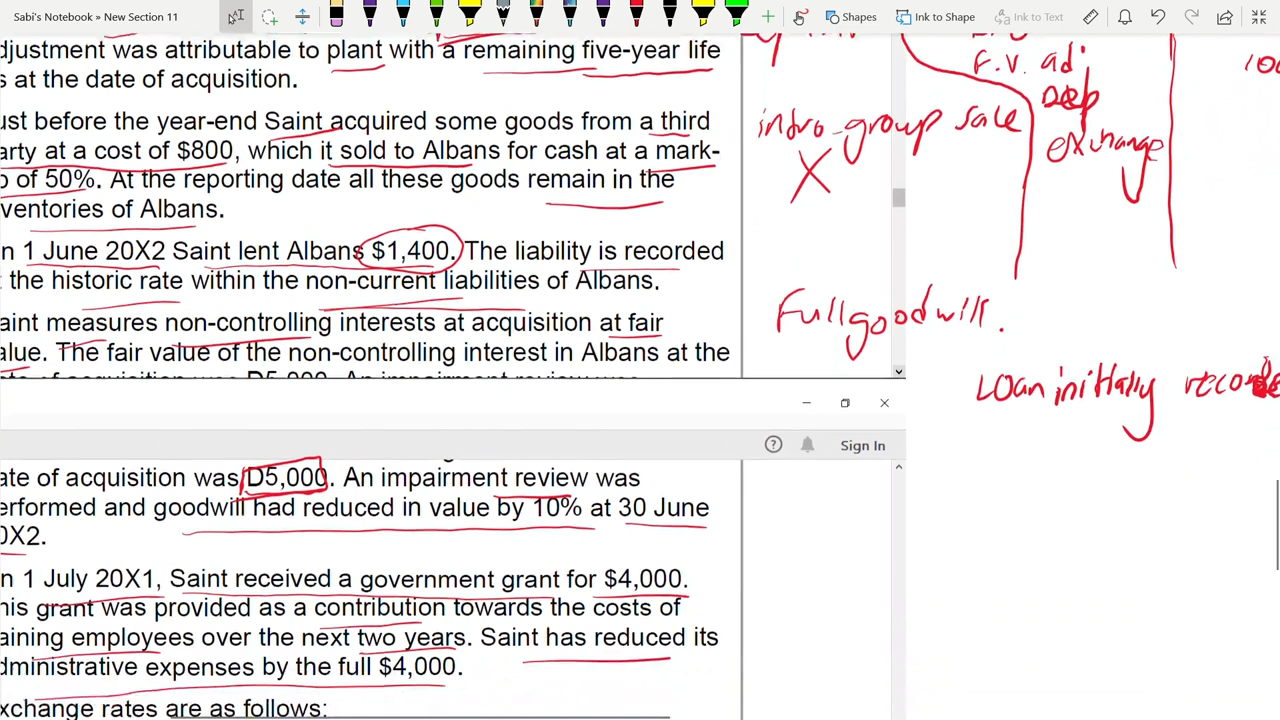 Sabi's Notebook » New Section 11
Shapes
Ink to Shape
Ink to Text
djustment was attributable to plant with a remaining five-year life
s at the date of acquisition.
ust before the year-end Saint acquired some goods from a third
arty at a cost of $800, which it sold to Albans for cash at a mark-
p of 50%. At the reporting date all these goods remain in the
ventories of Albans.
n 1 June 20X2 Saint lent Albans $1,400. The liability is recorded
t the historic rate within the non-current liabilities of Albans.
aint measures non-controlling interests at acquisition at fair
alue. The fair value of the non-controlling interest in Albans at the
F.V. adj
Dep
exchange
100
intro-group sale
X
Full goodwill.
Loan initially
Sign In
ate of acquisition was D5,000. An impairment review was
erformed and goodwill had reduced in value by 10% at 30 June
0X2.
n 1 July 20X1, Saint received a government grant for $4,000.
his grant was provided as a contribution towards the costs of
aining employees over the next two years. Saint has reduced its
dministrative expenses by the full $4,000.
xchange rates are as follows: